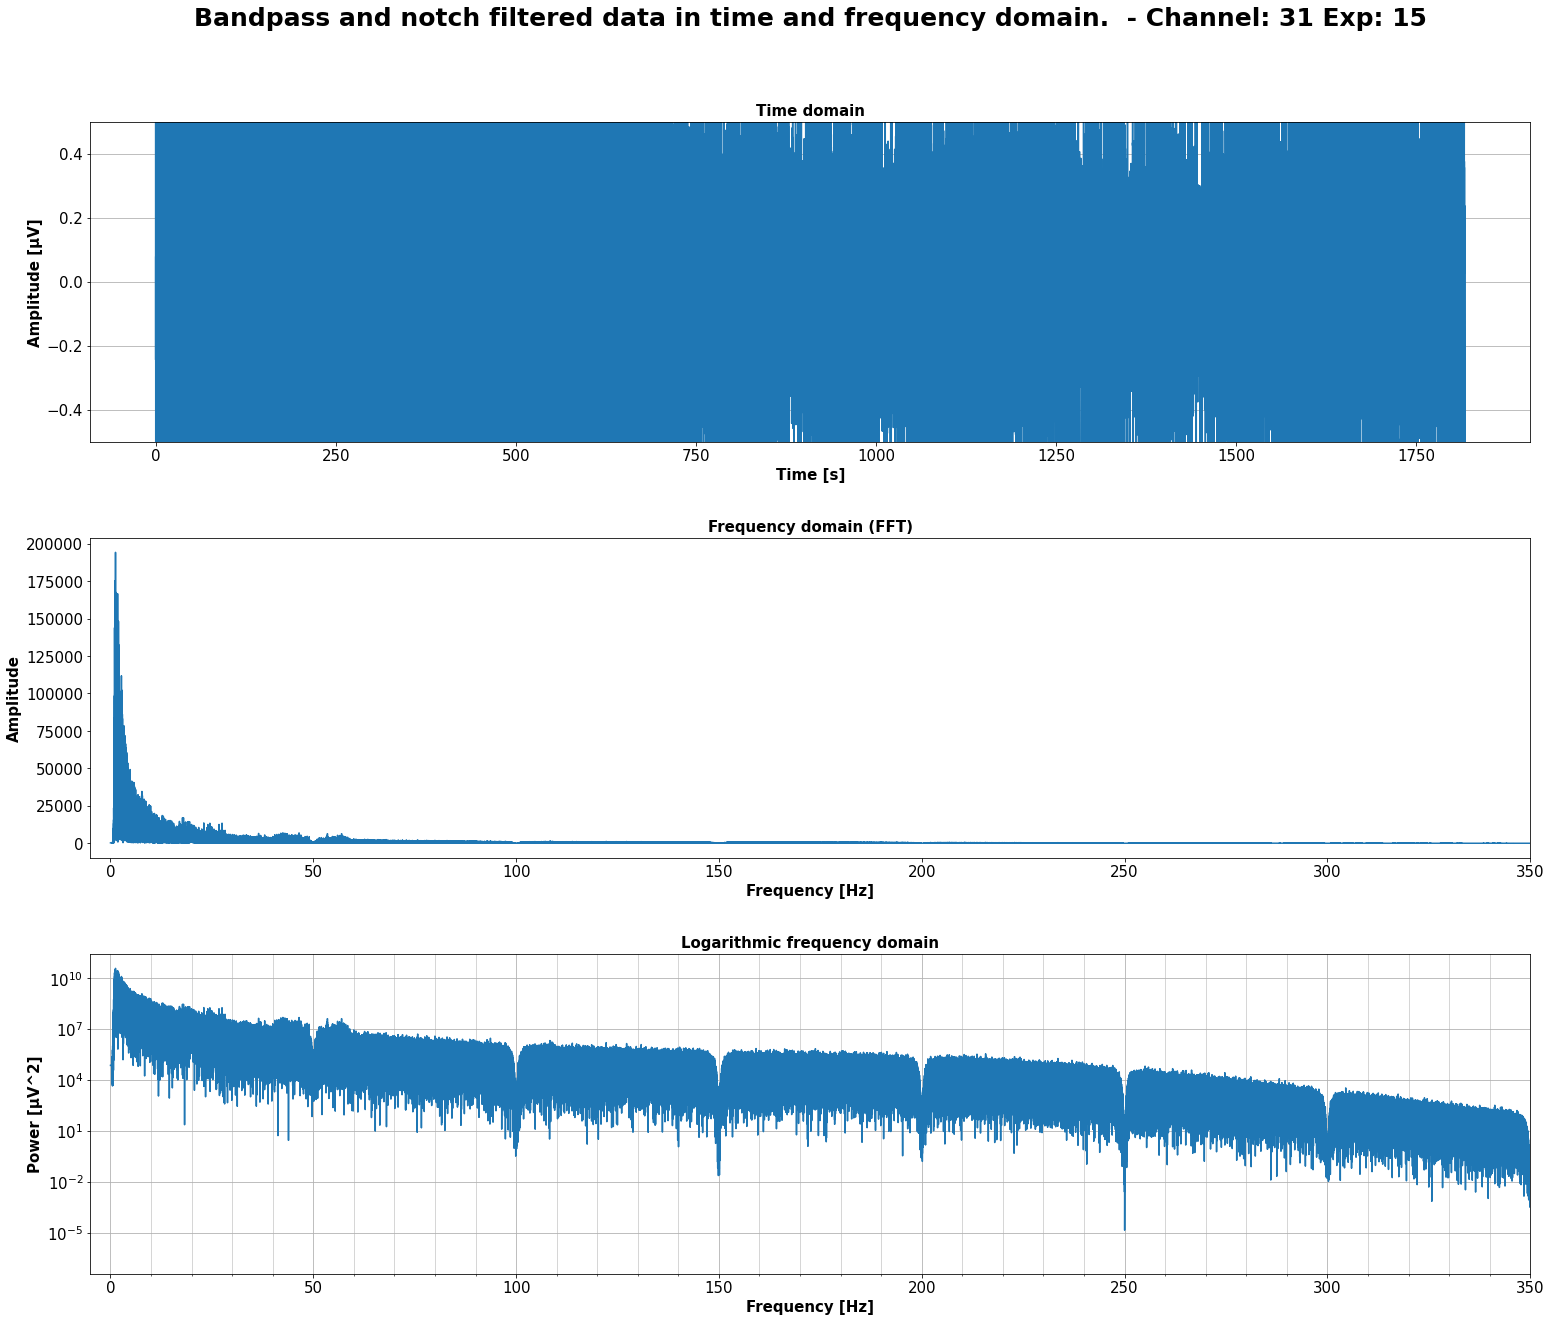 Bandpass and notch filtered data in time and frequency domain.  - Channel: 31 Exp: 15
Time domain
0.4
0.2
0.0
−0.2
−0.4
Amplitude [µV]
0 250 500 750 1000 1250 1500 1750
Time [s]
Frequency domain (FFT)
200000
175000
150000
125000
100000
75000
50000
25000
0
Amplitude
0 50 100 150 200 250 300 350
Frequency [Hz]
Logarithmic frequency domain
10^10
10^7
10^4
10^1
10^−2
10^−5
Power [µV^2]
0 50 100 150 200 250 300 350
Frequency [Hz]